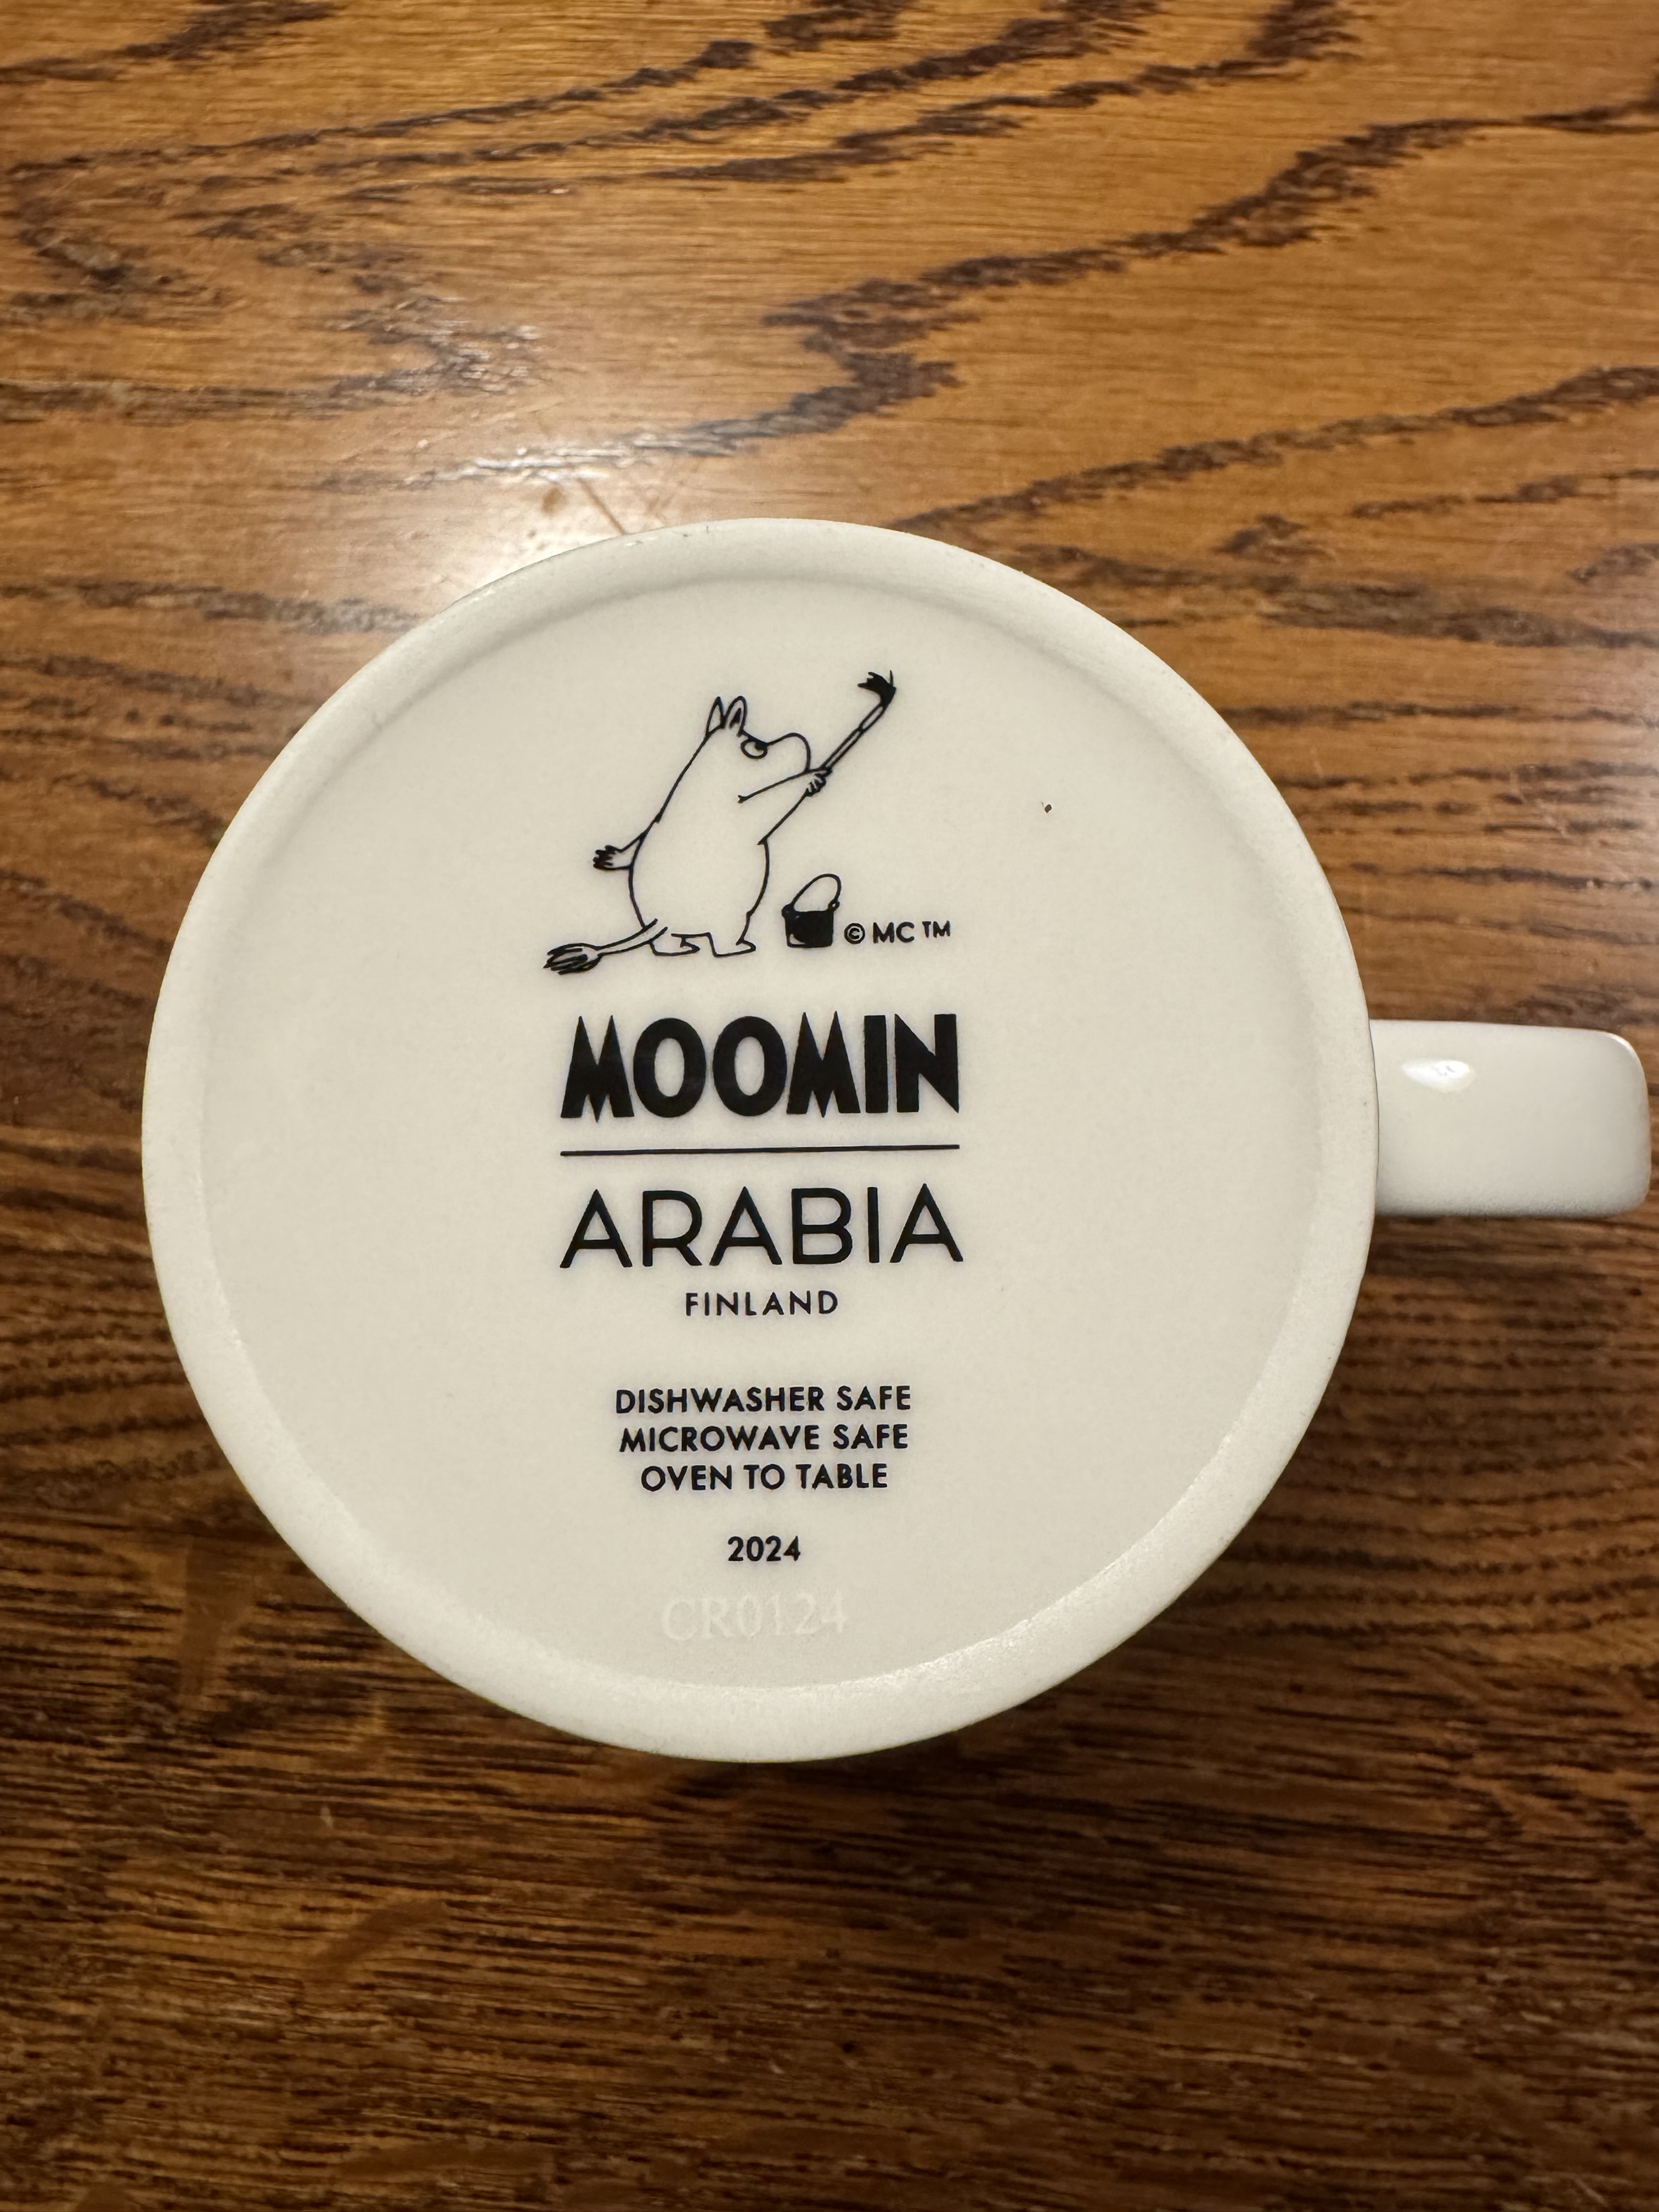 © MC ™
MOOMIN
ARABIA
FINLAND
DISHWASHER SAFE
MICROWAVE SAFE
OVEN TO TABLE
2024
CR0124